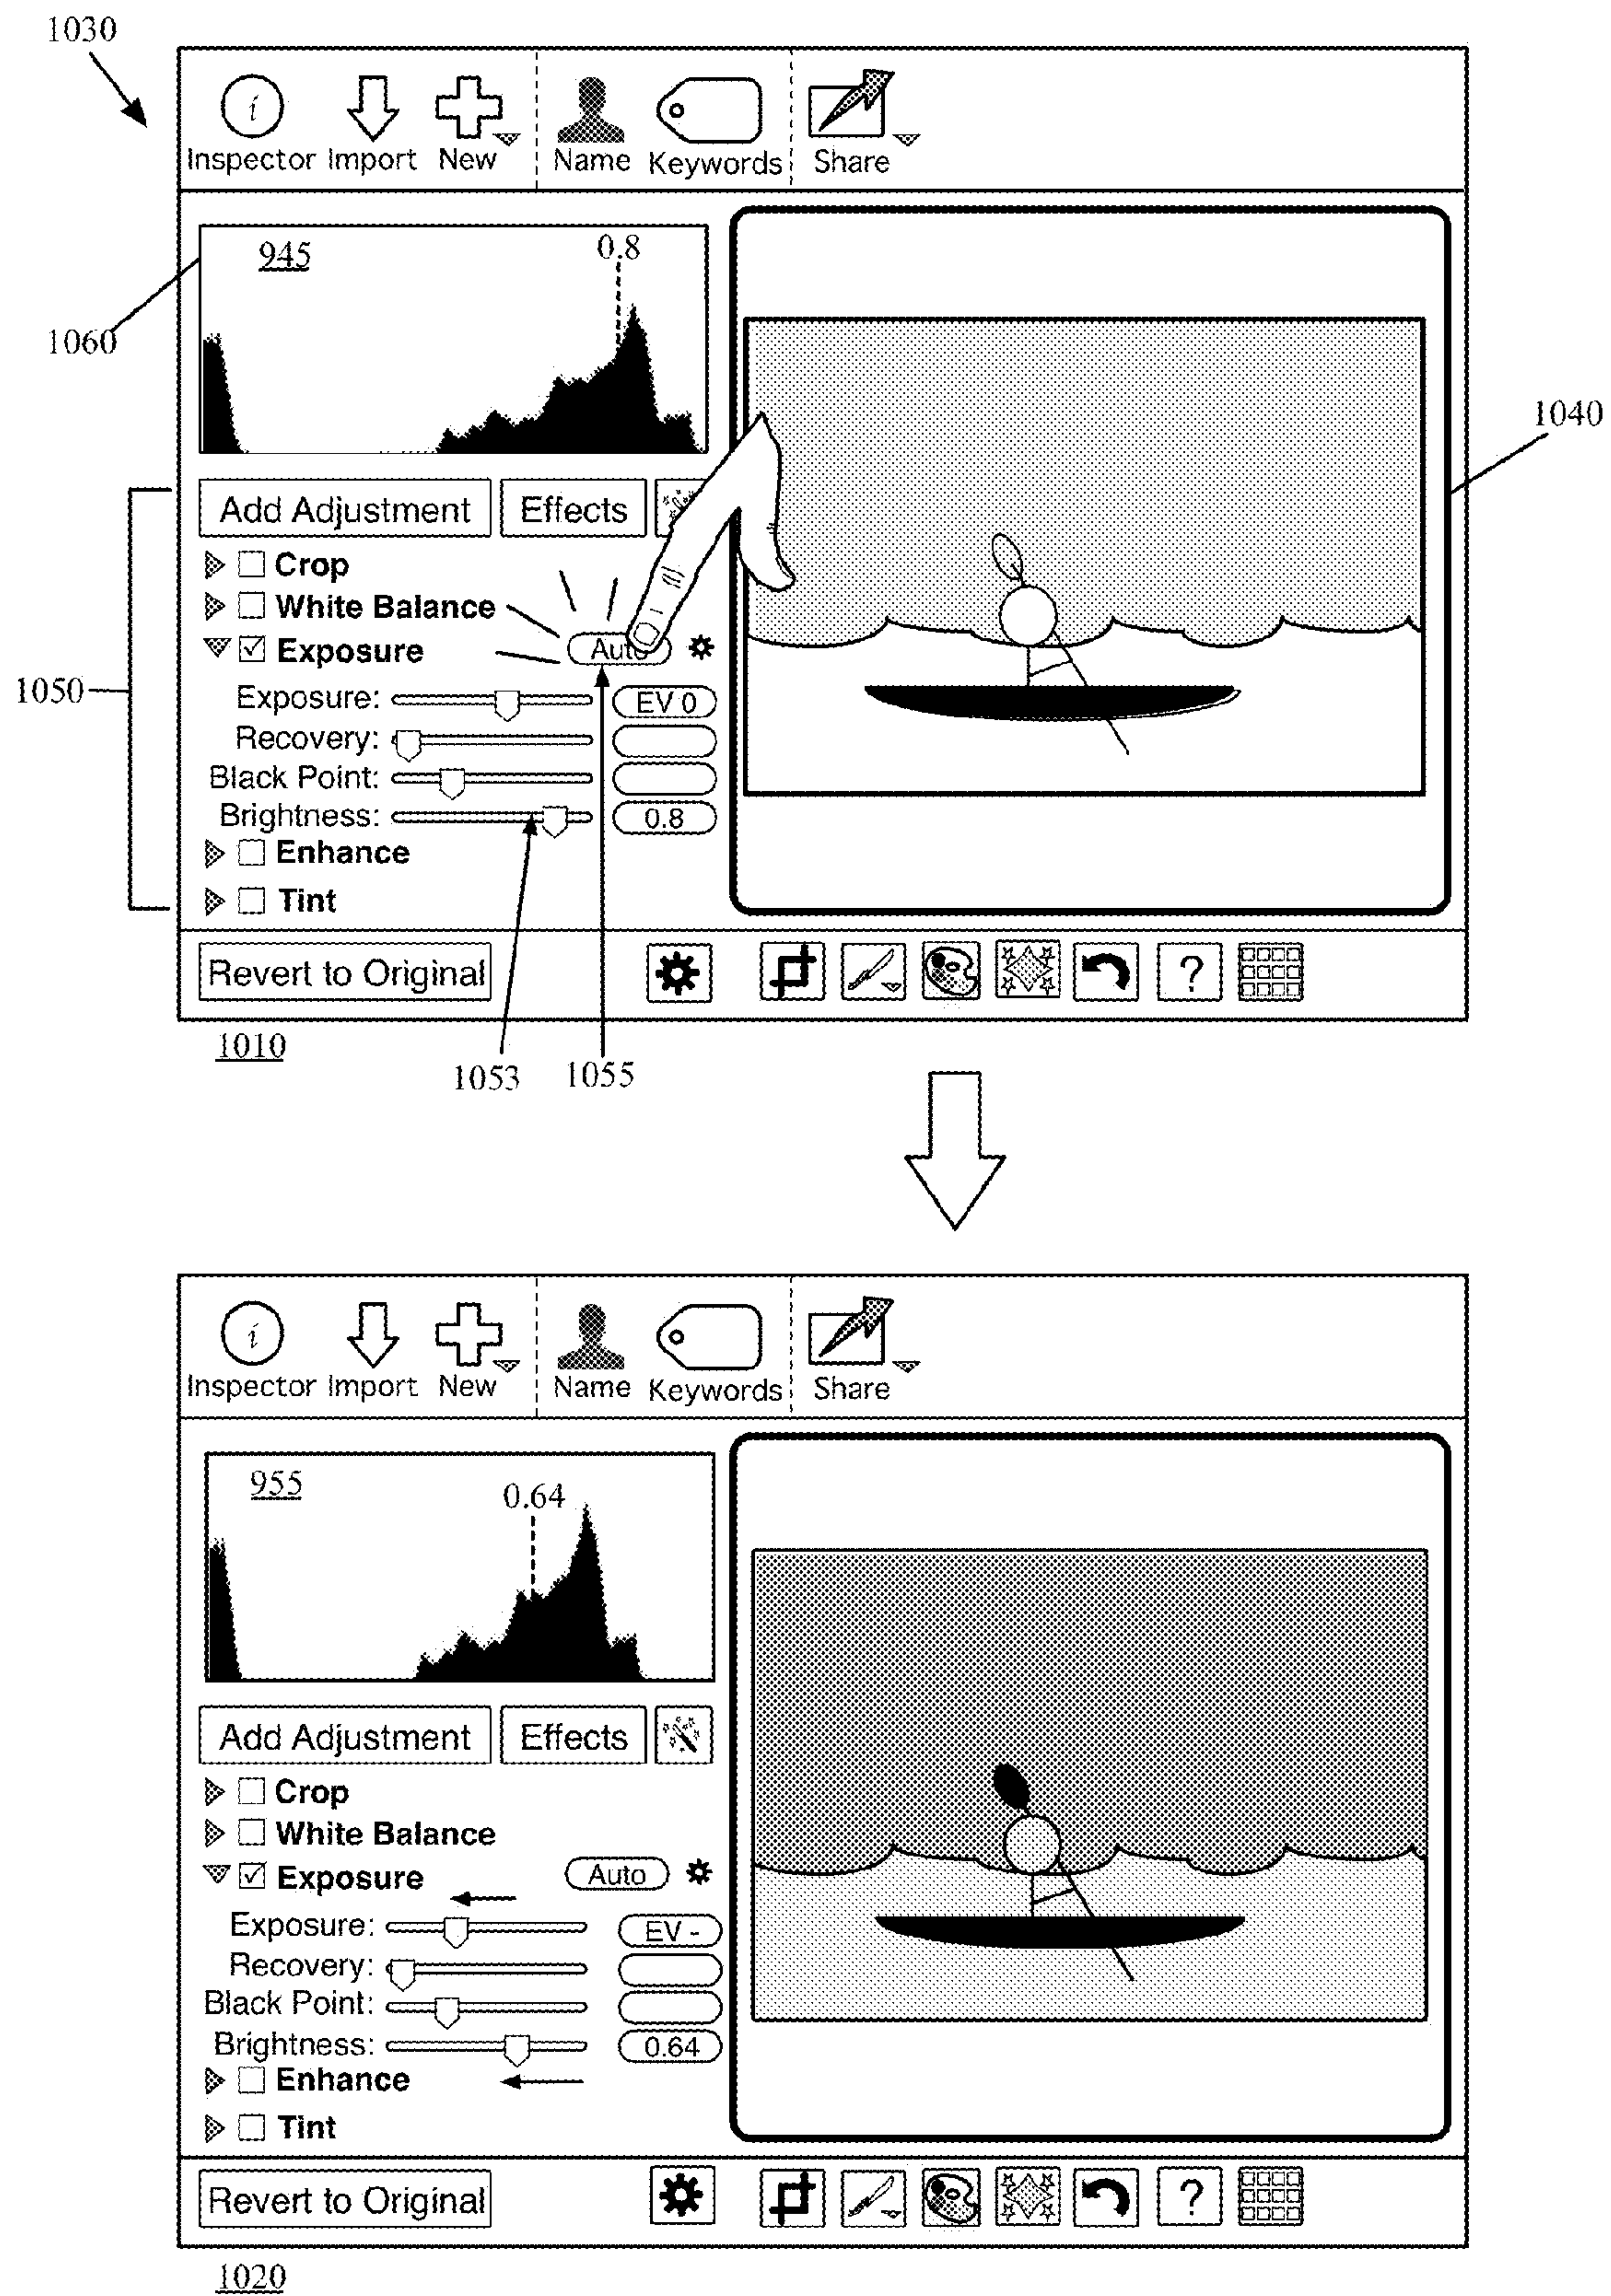 1030
Inspector Import New Name Keywords Share
945 0.8
1060
1040
Add Adjustment Effects
Crop
White Balance
Exposure Auto
1050
Exposure: EV 0
Recovery:
Black Point:
Brightness: 0.8
Enhance
Tint
Revert to Original ?
1010
1053 1055
Inspector Import New Name Keywords Share
955
0.64
Add Adjustment Effects
Crop
White Balance
Exposure Auto
Exposure: EV -
Recovery:
Black Point:
Brightness: 0.64
Enhance
Tint
Revert to Original ?
1020